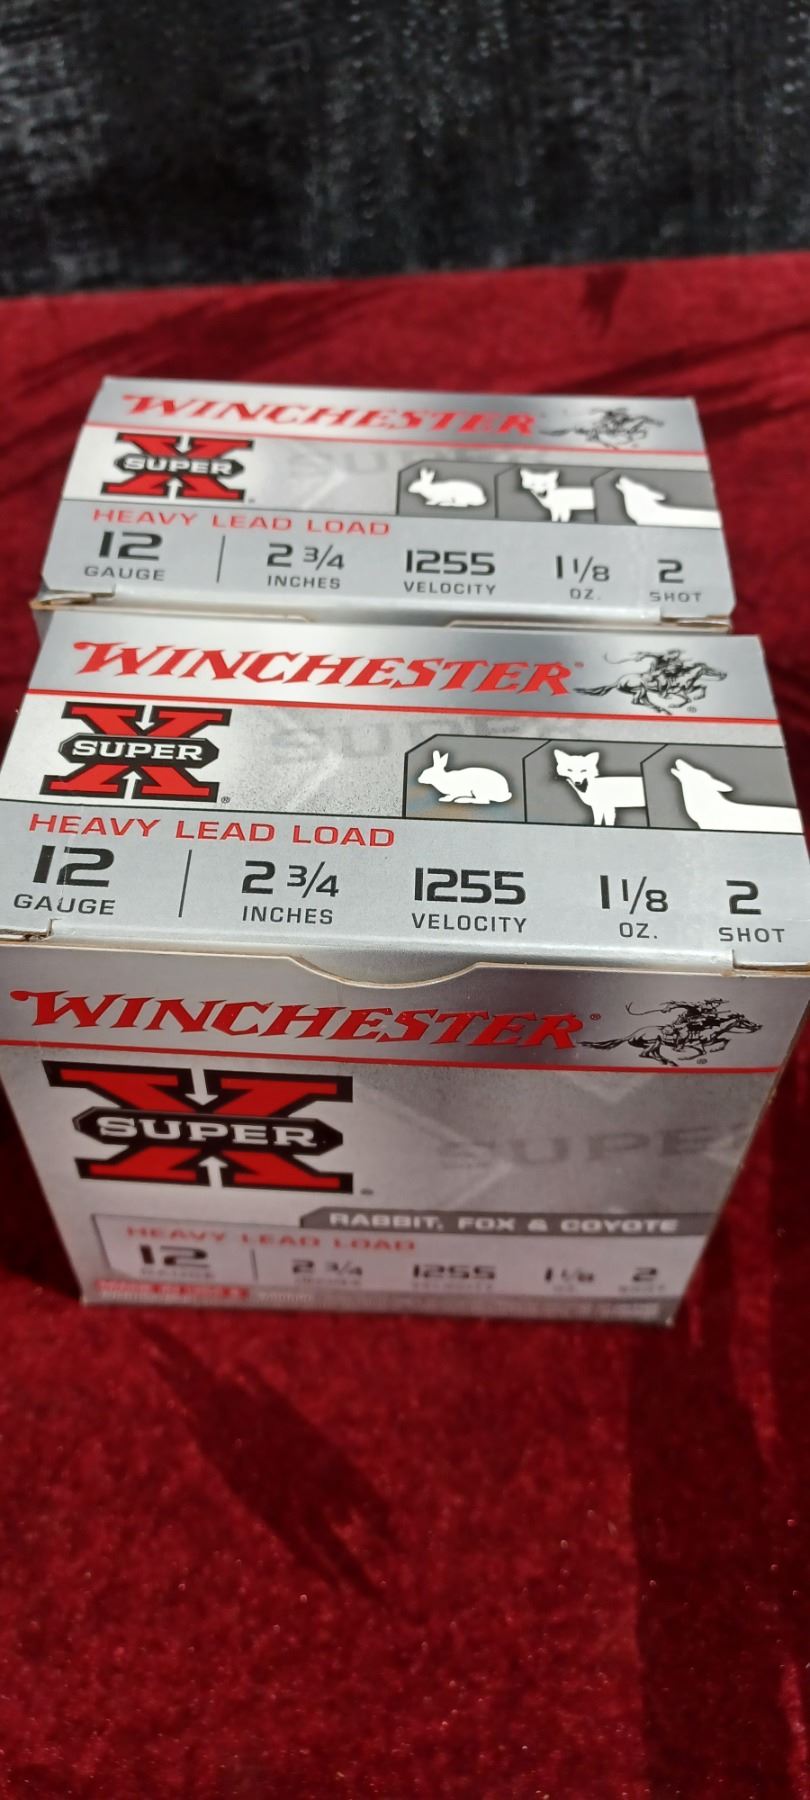 WINCHESTER
SUPER X
HEAVY LEAD LOAD
12 2 3/4 1255 1 1/8 2
GAUGE INCHES VELOCITY OZ. SHOT
WINCHESTER®
SUPER X®
HEAVY LEAD LOAD
12 2 3/4 1255 1 1/8 2
GAUGE INCHES VELOCITY OZ. SHOT
WINCHESTER®
SUPER X
SUPER
RABBIT, FOX & COYOTE
HEAVY LEAD LOAD
12 2 3/4 1255 1 1/8 2
GAUGE